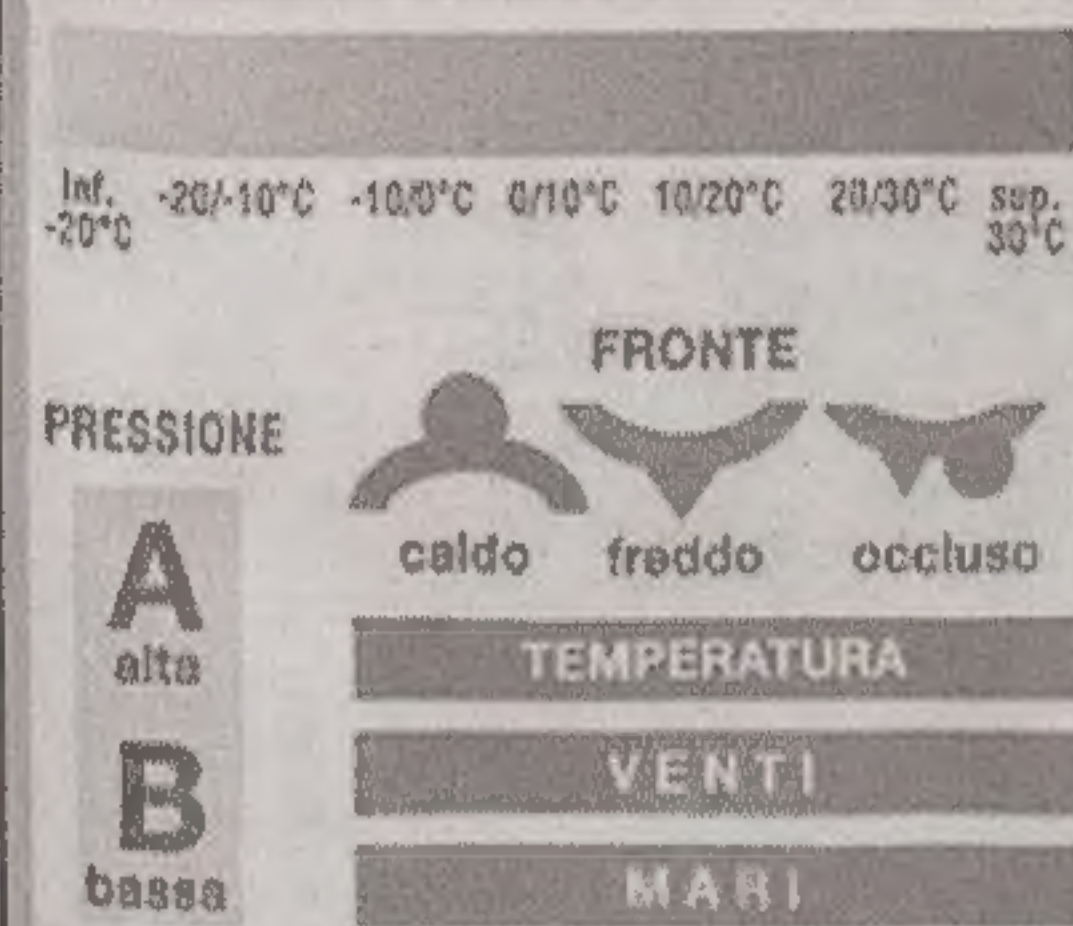 Inf. -20/-10°C -10/0°C 0/10°C 10/20°C 20/30°C sup.
-20°C 30°C
FRONTE
PRESSIONE
caldo freddo occluso
A
alta
TEMPERATURA
VENTI
B
bassa
MARI